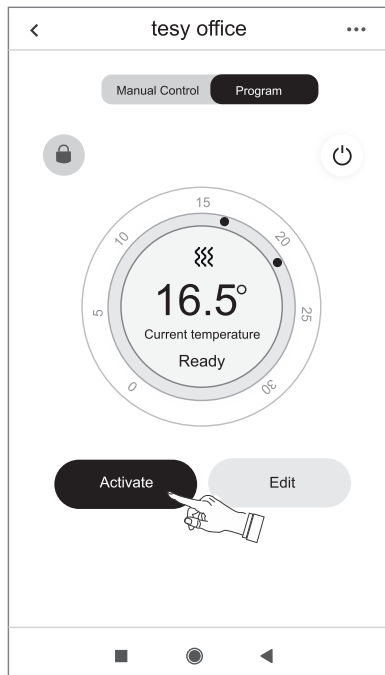 tesy office
Manual Control Program
15
10 20
5 25
0 30
16.5°
Current temperature
Ready
Activate Edit